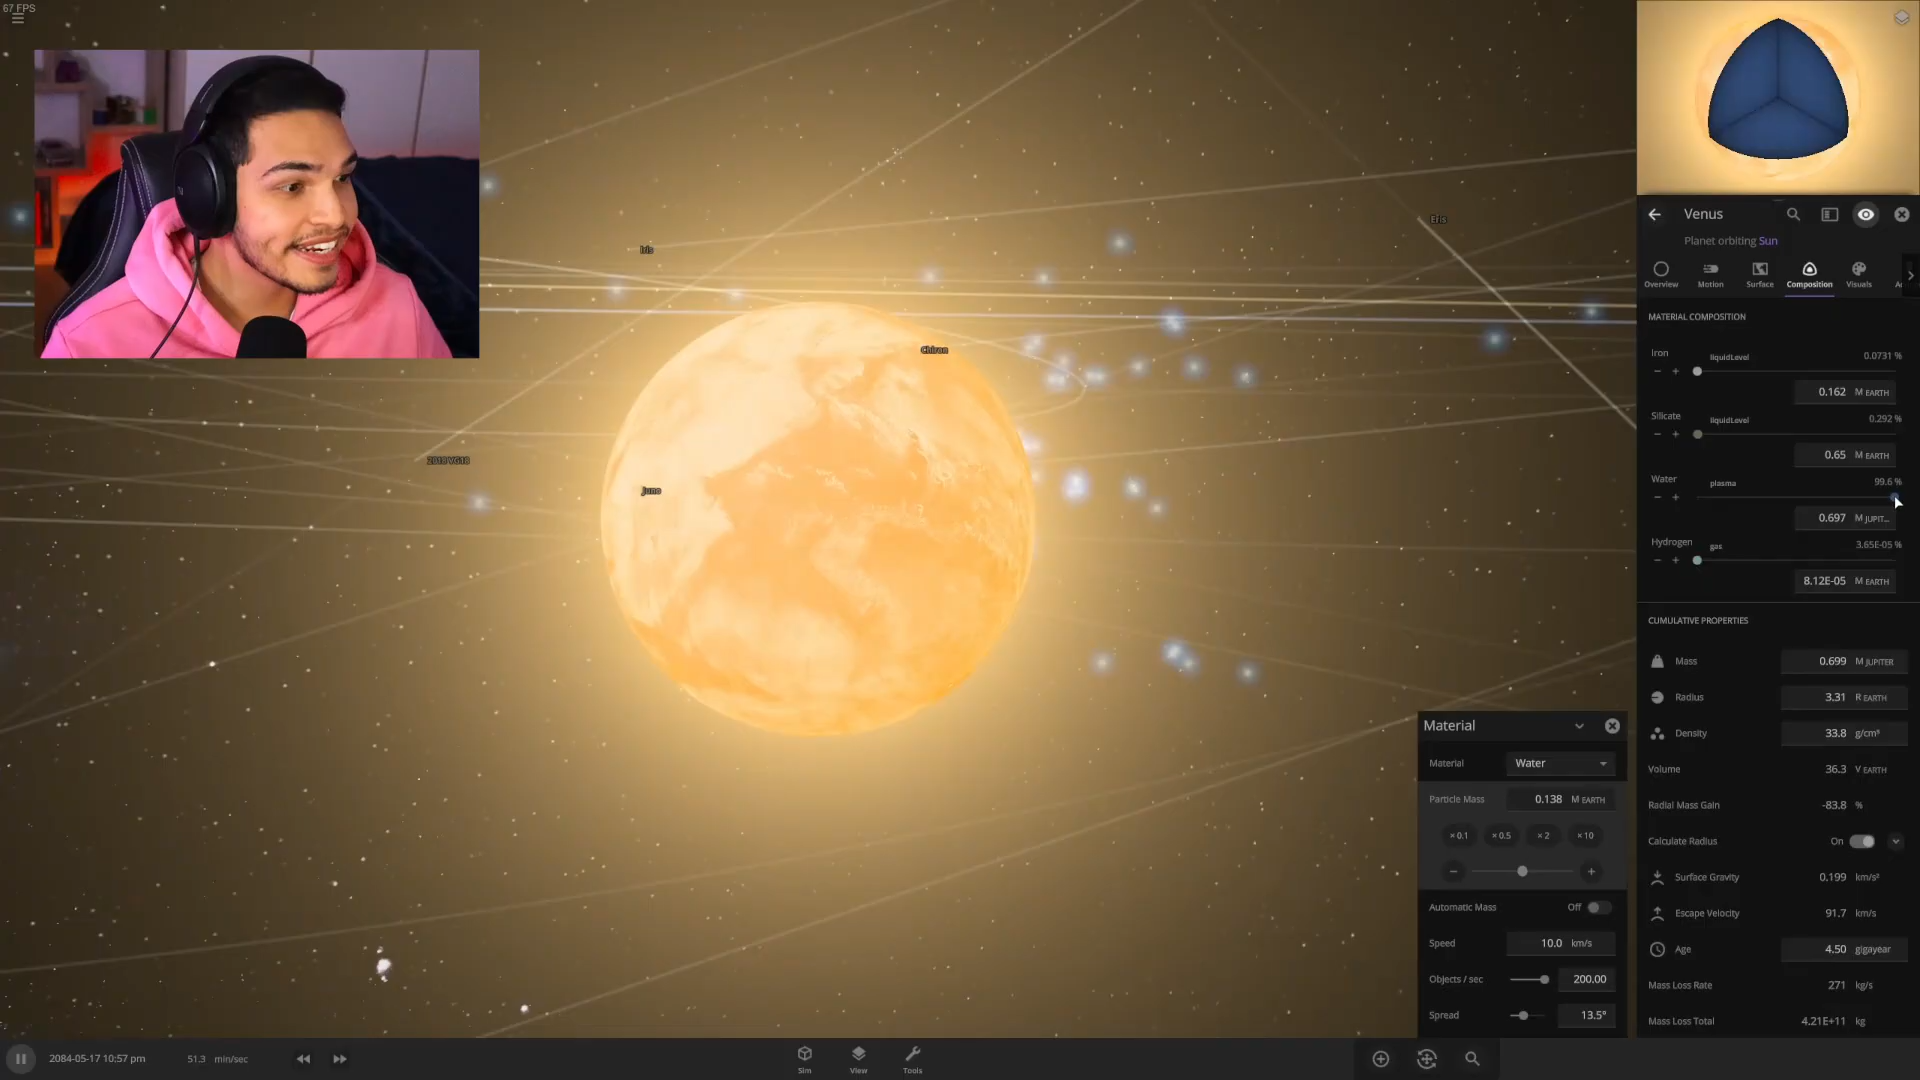 67 FPS
Iris
Eris
Chiron
2018 VG18
Juno
Venus
Planet orbiting Sun
Overview
Motion
Surface
Composition
Visuals
MATERIAL COMPOSITION
Iron
liquidLevel
0.0731 %
0.162 M EARTH
Silicate
liquidLevel
0.292 %
0.65 M EARTH
Water
plasma
99.6 %
0.697 M JUPIT...
Hydrogen
gas
3.65E-05 %
8.12E-05 M EARTH
CUMULATIVE PROPERTIES
Mass 0.699 M JUPITER
Radius 3.31 R EARTH
Density 33.8 g/cm³
Volume 36.3 V EARTH
Radial Mass Gain -83.8 %
Calculate Radius On
Surface Gravity 0.199 km/s²
Escape Velocity 91.7 km/s
Age 4.50 gigayear
Mass Loss Rate 271 kg/s
Mass Loss Total 4.21E+11 kg
Material
Material Water
Particle Mass 0.138 M EARTH
× 0.1 × 0.5 × 2 × 10
Automatic Mass Off
Speed 10.0 km/s
Objects / sec 200.00
Spread 13.5°
2084-05-17 10:57 pm
51.3 min/sec
Sim
View
Tools